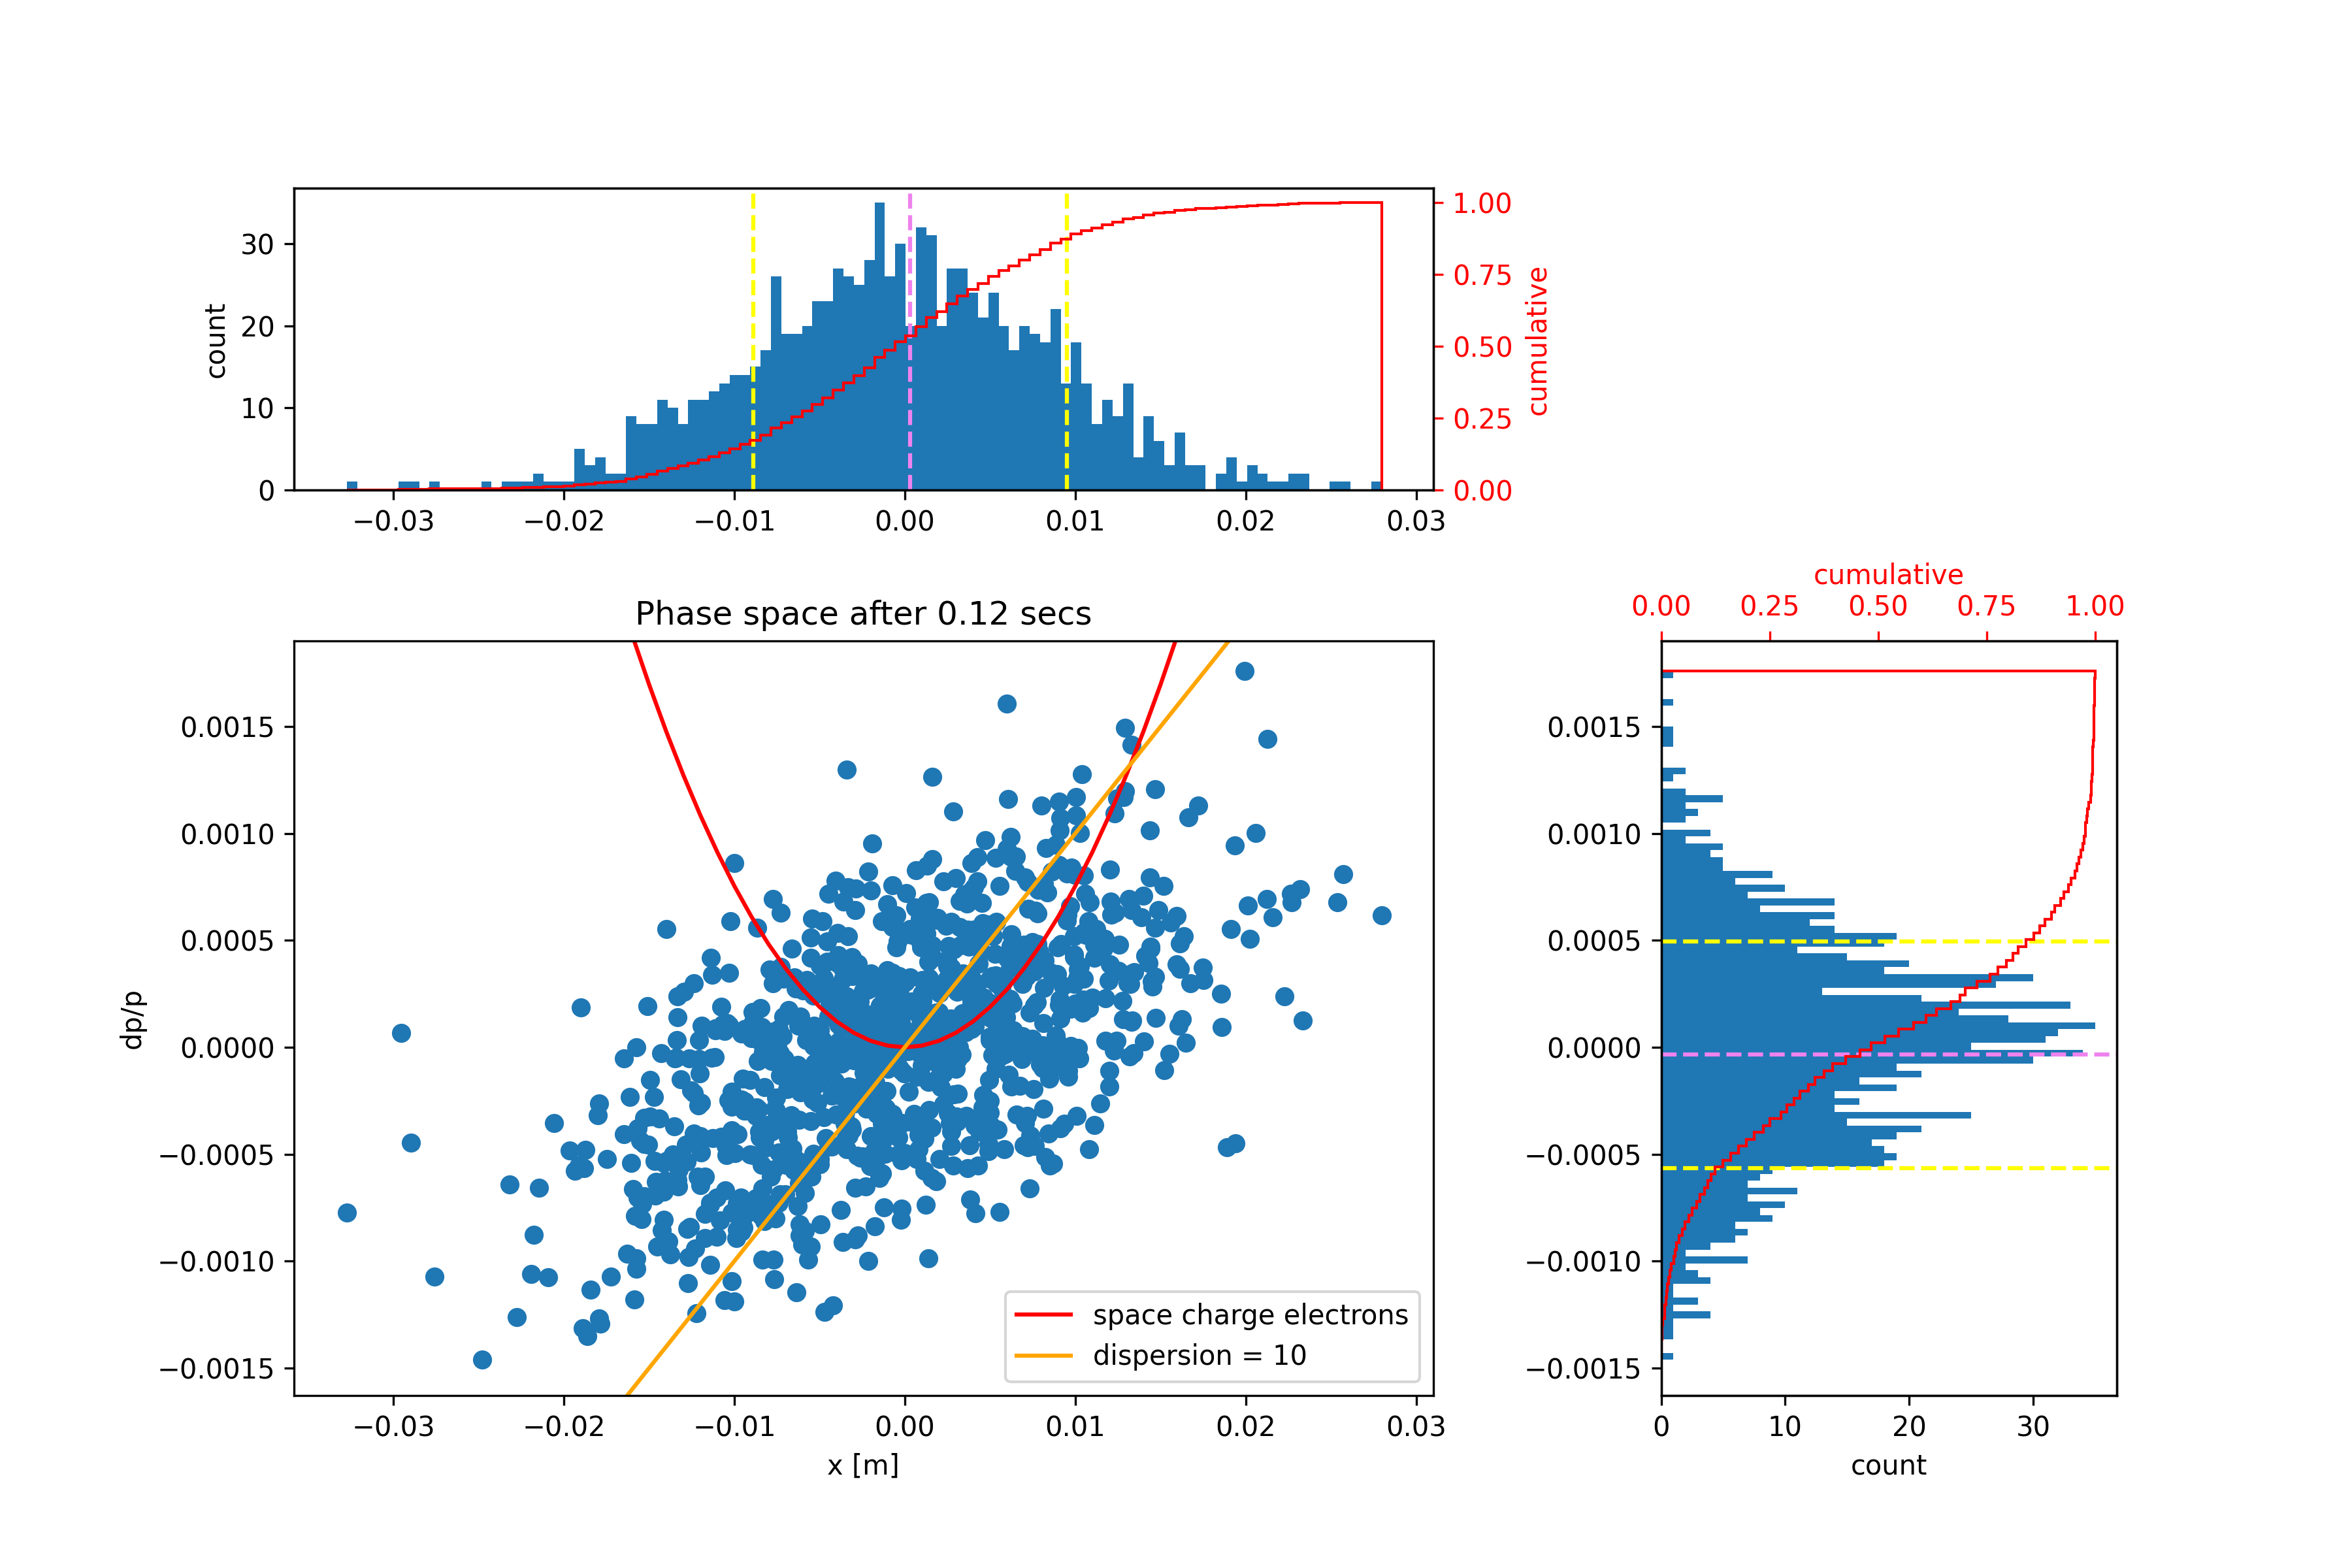 1.00
30
0.75
count
20
0.50
cumulative
10
0.25
0
0.00
−0.03 −0.02 −0.01 0.00 0.01 0.02 0.03
cumulative
0.00 0.25 0.50 0.75 1.00
Phase space after 0.12 secs
0.0015
0.0010
0.0005
dp/p
0.0000
−0.0005
−0.0010
−0.0015
space charge electrons
dispersion = 10
−0.03 −0.02 −0.01 0.00 0.01 0.02 0.03
x [m]
0.0015
0.0010
0.0005
0.0000
−0.0005
−0.0010
−0.0015
0 10 20 30
count